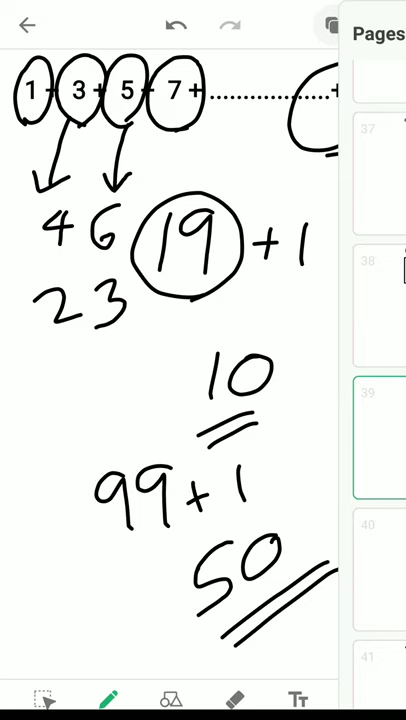 Pages
1 + 3 + 5 + 7 + ......................+
37
4 6 19 + 1
38
2 3
10
39
99 + 1
40
50
41
Tт